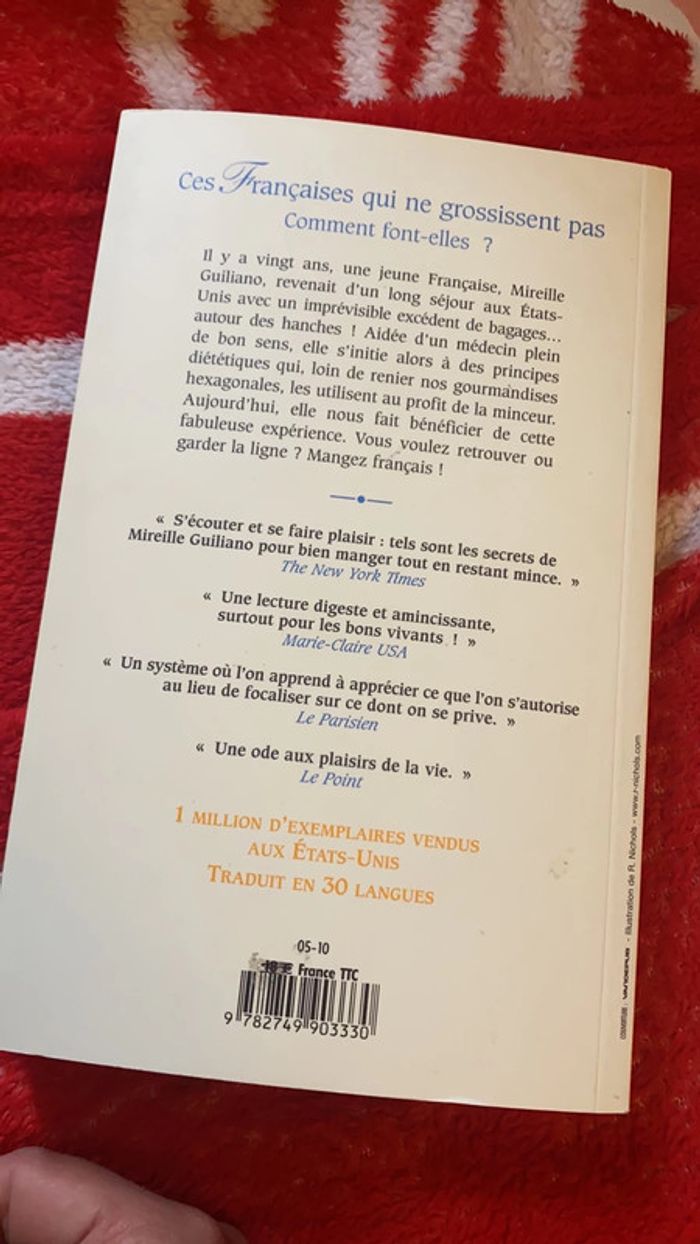 Ces Françaises qui ne grossissent pas
Comment font-elles ?
Il y a vingt ans, une jeune Française, Mireille
Guiliano, revenait d'un long séjour aux États-
Unis avec un imprévisible excédent de bagages...
autour des hanches ! Aidée d'un médecin plein
de bon sens, elle s'initie alors à des principes
diététiques qui, loin de renier nos gourmandises
hexagonales, les utilisent au profit de la minceur.
Aujourd'hui, elle nous fait bénéficier de cette
fabuleuse expérience. Vous voulez retrouver ou
garder la ligne ? Mangez français !
« S'écouter et se faire plaisir : tels sont les secrets de
Mireille Guiliano pour bien manger tout en restant mince. »
The New York Times
« Une lecture digeste et amincissante,
surtout pour les bons vivants ! »
Marie-Claire USA
« Un système où l'on apprend à apprécier ce que l'on s'autorise
au lieu de focaliser sur ce dont on se prive. »
Le Parisien
« Une ode aux plaisirs de la vie. »
Le Point
1 MILLION D'EXEMPLAIRES VENDUS
AUX ÉTATS-UNIS
TRADUIT EN 30 LANGUES
05-10
18 € France TTC
9 782749 903330
- Illustration de R. Nichols - www.r-nichols.com